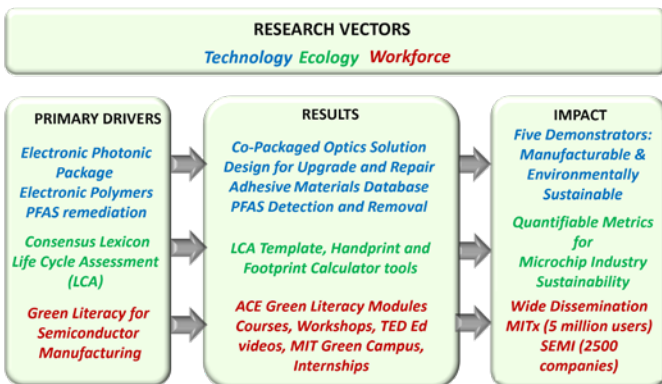 RESEARCH VECTORS
Technology Ecology Workforce
PRIMARY DRIVERS
Electronic Photonic
Package
Electronic Polymers
PFAS remediation
Consensus Lexicon
Life Cycle Assessment
(LCA)
Green Literacy for
Semiconductor
Manufacturing
RESULTS
Co-Packaged Optics Solution
Design for Upgrade and Repair
Adhesive Materials Database
PFAS Detection and Removal
LCA Template, Handprint and
Footprint Calculator tools
ACE Green Literacy Modules
Courses, Workshops, TED Ed
videos, MIT Green Campus,
Internships
IMPACT
Five Demonstrators:
Manufacturable &
Environmentally
Sustainable
Quantifiable Metrics
for
Microchip Industry
Sustainability
Wide Dissemination
MITx (5 million users)
SEMI (2500
companies)